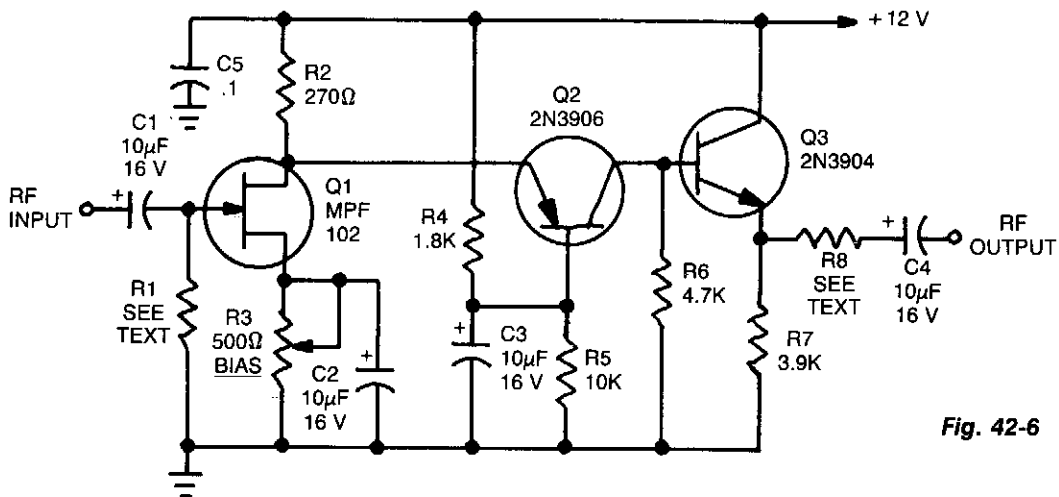 + 12 V
C5
.1
R2
270Ω
Q2
2N3906
Q3
2N3904
C1
10μF
16 V
+
RF
INPUT
Q1
MPF
102
R4
1.8K
R1
SEE
TEXT
R3
500Ω
BIAS
+
C2
10μF
16 V
+
C3
10μF
16 V
R5
10K
R6
4.7K
R8
SEE
TEXT
+
C4
10μF
16 V
RF
OUTPUT
R7
3.9K
Fig. 42-6